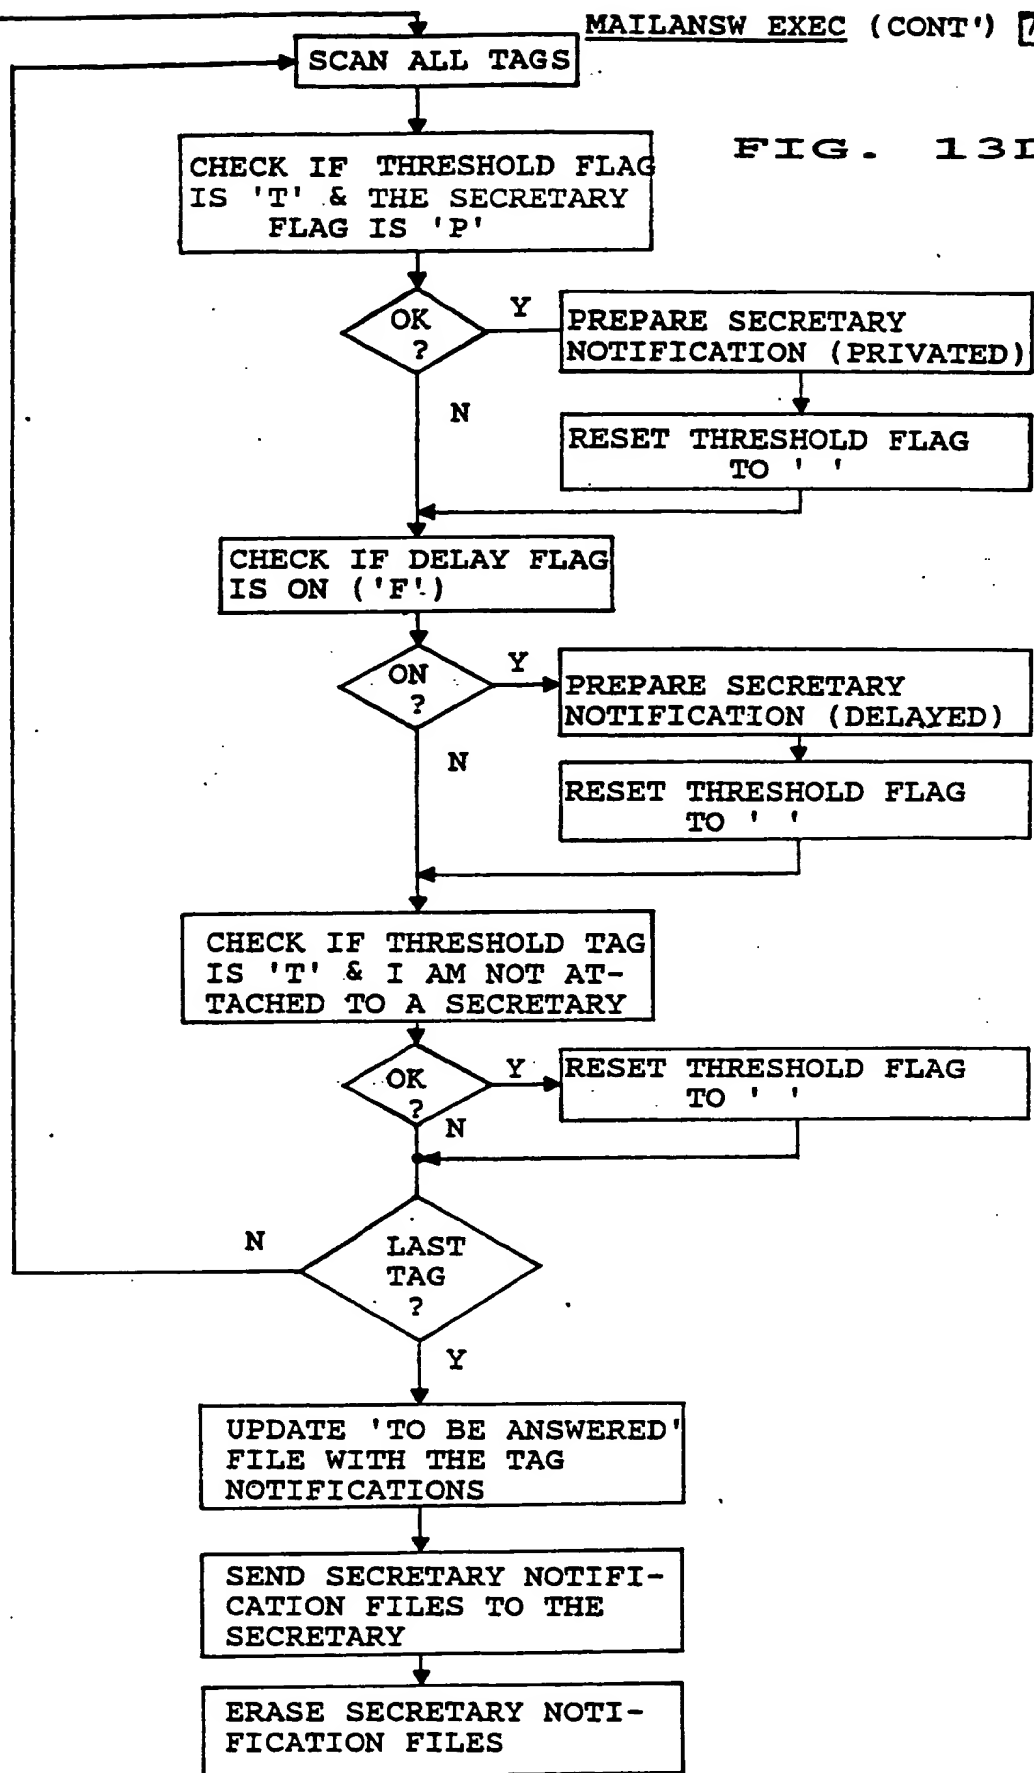 MAILANSW EXEC (CONT')
SCAN ALL TAGS
FIG. 13
CHECK IF THRESHOLD FLAG
IS 'T' & THE SECRETARY
FLAG IS 'P'
OK
?
Y
PREPARE SECRETARY
NOTIFICATION (PRIVATED)
N
RESET THRESHOLD FLAG
TO ' '
CHECK IF DELAY FLAG
IS ON ('F')
ON
?
Y
PREPARE SECRETARY
NOTIFICATION (DELAYED)
N
RESET THRESHOLD FLAG
TO ' '
CHECK IF THRESHOLD TAG
IS 'T' & I AM NOT AT-
TACHED TO A SECRETARY
OK
?
Y
RESET THRESHOLD FLAG
TO ' '
N
N
LAST
TAG
?
Y
UPDATE 'TO BE ANSWERED'
FILE WITH THE TAG
NOTIFICATIONS
SEND SECRETARY NOTIFI-
CATION FILES TO THE
SECRETARY
ERASE SECRETARY NOTI-
FICATION FILES